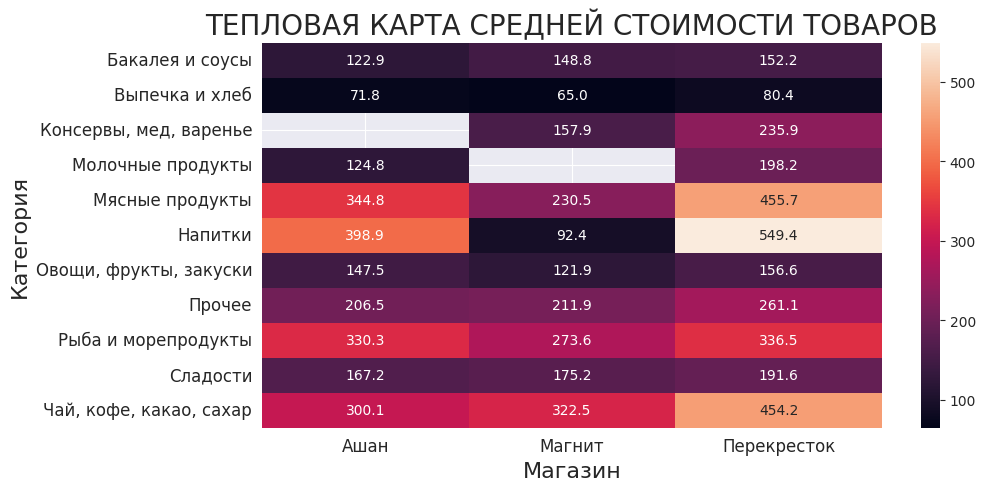 ТЕПЛОВАЯ КАРТА СРЕДНЕЙ СТОИМОСТИ ТОВАРОВ
Категория
Бакалея и соусы 122.9 148.8 152.2
Выпечка и хлеб 71.8 65.0 80.4
Консервы, мед, варенье 157.9 235.9
Молочные продукты 124.8 198.2
Мясные продукты 344.8 230.5 455.7
Напитки 398.9 92.4 549.4
Овощи, фрукты, закуски 147.5 121.9 156.6
Прочее 206.5 211.9 261.1
Рыба и морепродукты 330.3 273.6 336.5
Сладости 167.2 175.2 191.6
Чай, кофе, какао, сахар 300.1 322.5 454.2
Ашан Магнит Перекресток
Магазин
500
400
300
200
100